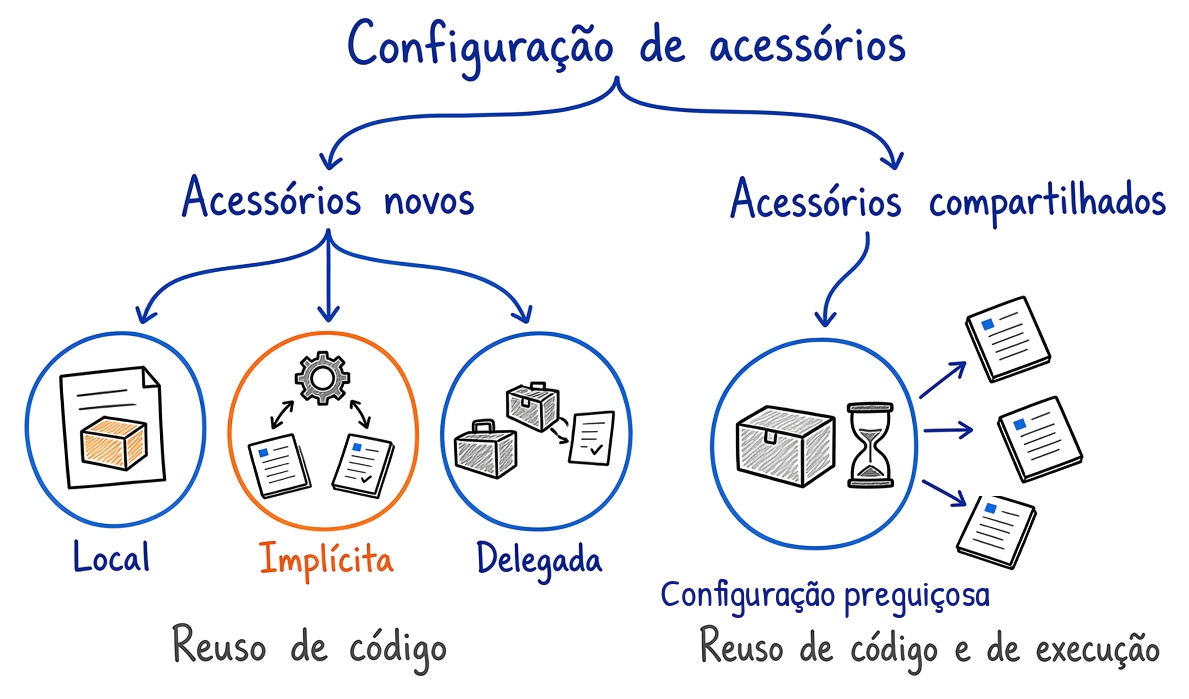 Configuração de acessórios
Acessórios novos
Acessórios compartilhados
Local
Implícita
Delegada
Configuração preguiçosa
Reuso de código
Reuso de código e de execução